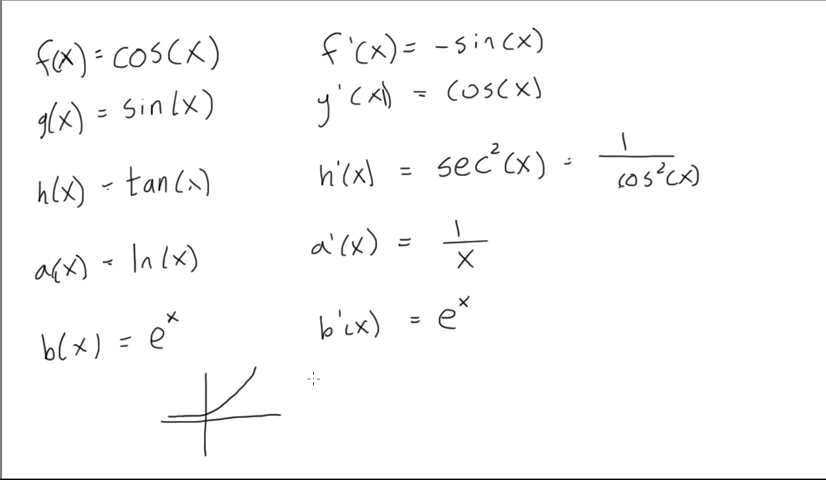 f(x) = cos(x) f'(x) = -sin(x)
g(x) = sin(x) y'(x) = cos(x)
h(x) = tan(x) h'(x) = sec²(x) = 1/cos²(x)
a(x) = ln(x) a'(x) = 1/x
b(x) = e^x b'(x) = e^x